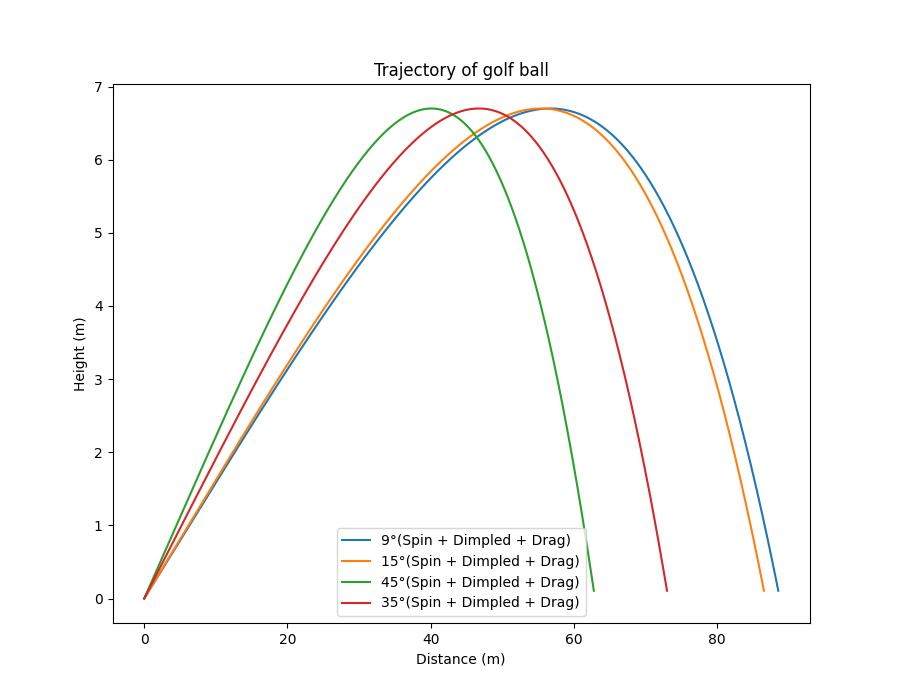 Trajectory of golf ball
7
6
5
4
3
2
1
0
Height (m)
9°(Spin + Dimpled + Drag)
15°(Spin + Dimpled + Drag)
45°(Spin + Dimpled + Drag)
35°(Spin + Dimpled + Drag)
0 20 40 60 80
Distance (m)